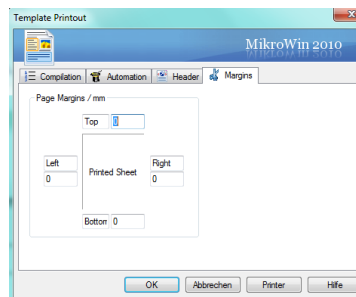 Template Printout
MikroWin 2010
Compilation Automation Header Margins
Page Margins / mm
Top 0
Left Right
Printed Sheet
0 0
Bottom 0
OK Abbrechen Printer Hilfe